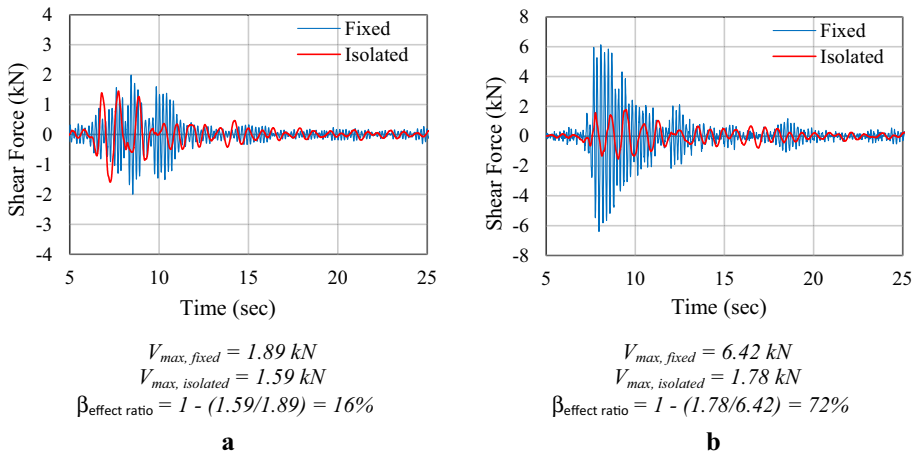 4
3
2
1
0
-1
-2
-3
-4
Shear Force (kN)
Fixed
Isolated
5 10 15 20 25
Time (sec)
V max, fixed = 1.89 kN
V max, isolated = 1.59 kN
β effect ratio = 1 - (1.59/1.89) = 16%
a
8
6
4
2
0
-2
-4
-6
-8
Shear Force (kN)
Fixed
Isolated
5 10 15 20 25
Time (sec)
V max, fixed = 6.42 kN
V max, isolated = 1.78 kN
β effect ratio = 1 - (1.78/6.42) = 72%
b